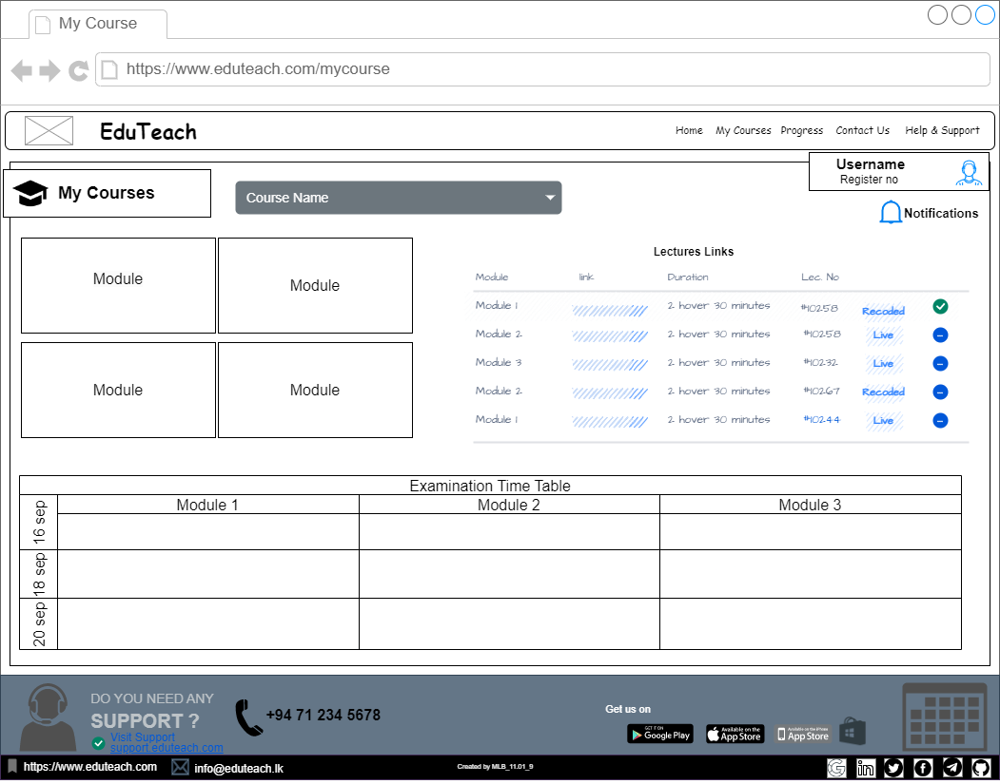 My Course
https://www.eduteach.com/mycourse
EduTeach
Home My Courses Progress Contact Us Help & Support
Username
Register no
My Courses
Course Name
Notifications
Module
Module
Module
Module
Lectures Links
Module link Duration Lec. No
Module 1 2 hover 30 minutes #10258 Recoded
Module 2 2 hover 30 minutes #10258 Live
Module 3 2 hover 30 minutes #10232 Live
Module 2 2 hover 30 minutes #10267 Recoded
Module 1 2 hover 30 minutes #10244 Live
Examination Time Table
Module 1 Module 2 Module 3
16 sep
18 sep
20 sep
DO YOU NEED ANY
SUPPORT ?
Visit Support
support.eduteach.com
+94 71 234 5678
Get us on
GET IT ON
Google Play
Available on the
App Store
Available on the iPhone
App Store
https://www.eduteach.com
info@eduteach.lk
Created by MLB_11.01_9